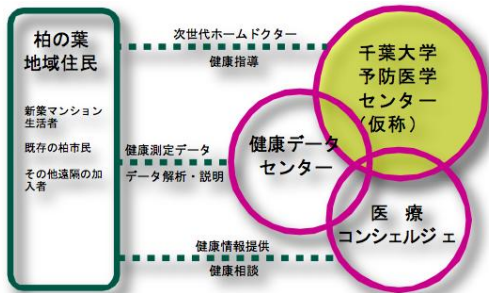 柏の葉
地域住民
新築マンション
生活者
既存の柏市民
その他遠隔の加
入者
次世代ホームドクター
健康指導
健康測定データ
データ解析・説明
健康情報提供
健康相談
千葉大学
予防医学
センター
(仮称)
健康データ
センター
医 療
コンシェルジェ